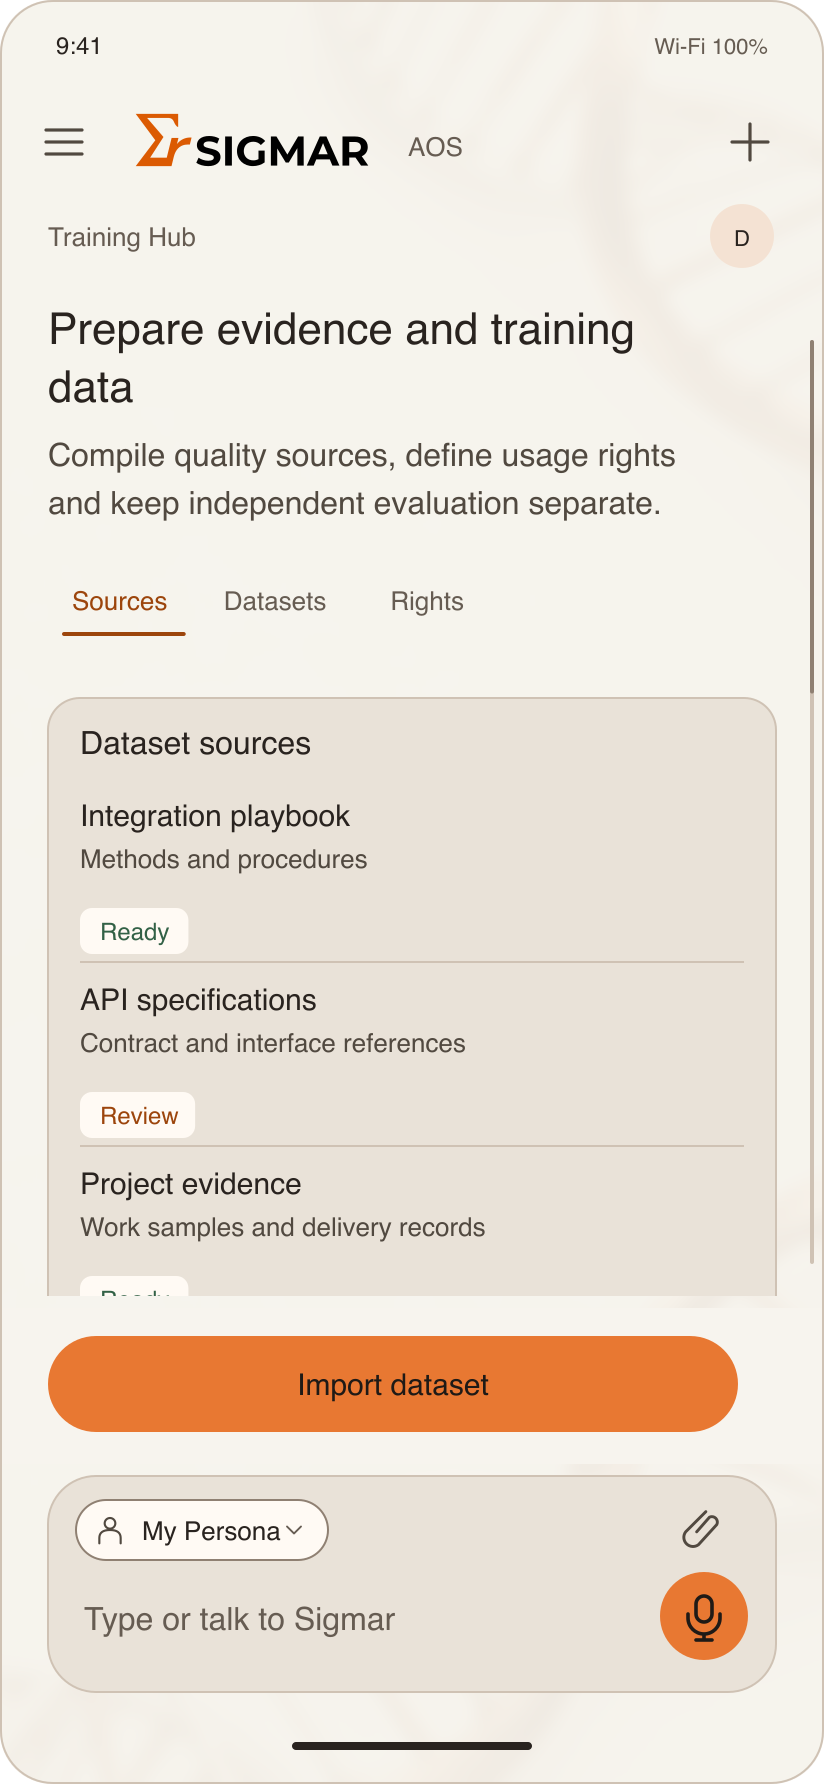 9:41
Wi-Fi 100%
Σr SIGMAR
AOS
Training Hub
D
Prepare evidence and training
data
Compile quality sources, define usage rights
and keep independent evaluation separate.
Sources
Datasets
Rights
Dataset sources
Integration playbook
Methods and procedures
Ready
API specifications
Contract and interface references
Review
Project evidence
Work samples and delivery records
Ready
Import dataset
My Persona
Type or talk to Sigmar